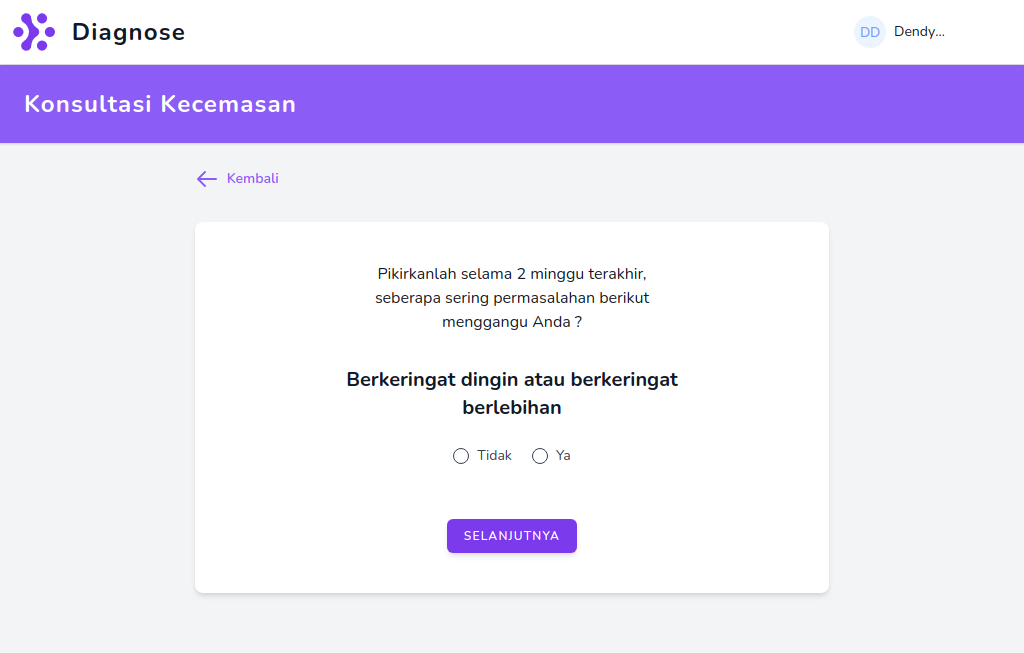 Diagnose
DD Dendy...
Konsultasi Kecemasan
Kembali
Pikirkanlah selama 2 minggu terakhir,
seberapa sering permasalahan berikut
menggangu Anda ?
Berkeringat dingin atau berkeringat
berlebihan
Tidak Ya
SELANJUTNYA